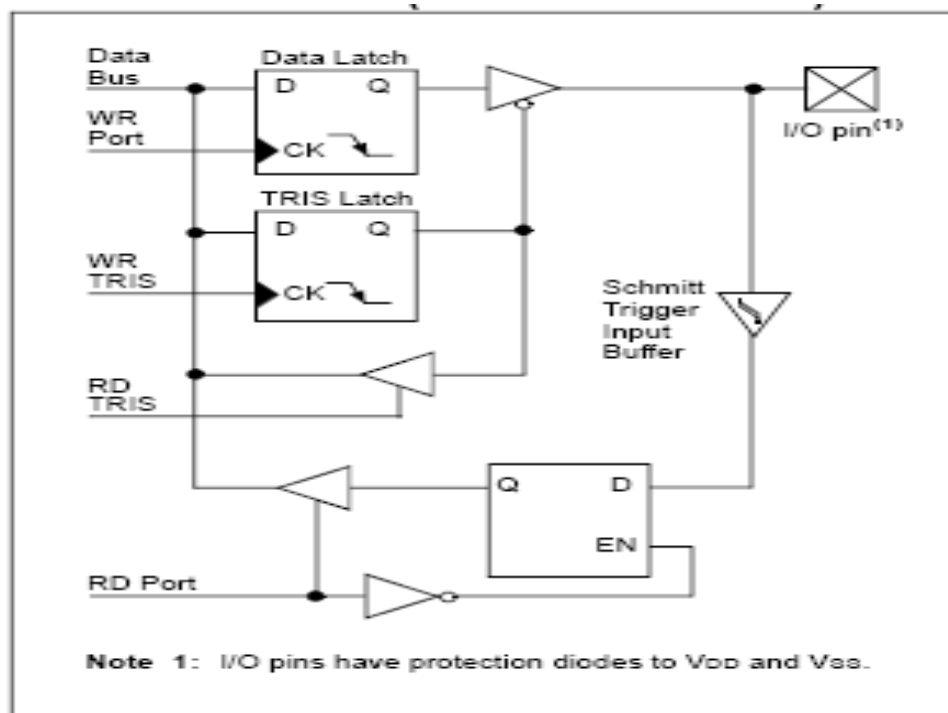 Data
Bus
Data Latch
D Q
WR
Port
CK
I/O pin(1)
TRIS Latch
D Q
WR
TRIS
CK
Schmitt
Trigger
Input
Buffer
RD
TRIS
Q D
EN
RD Port
Note 1: I/O pins have protection diodes to VDD and VSS.